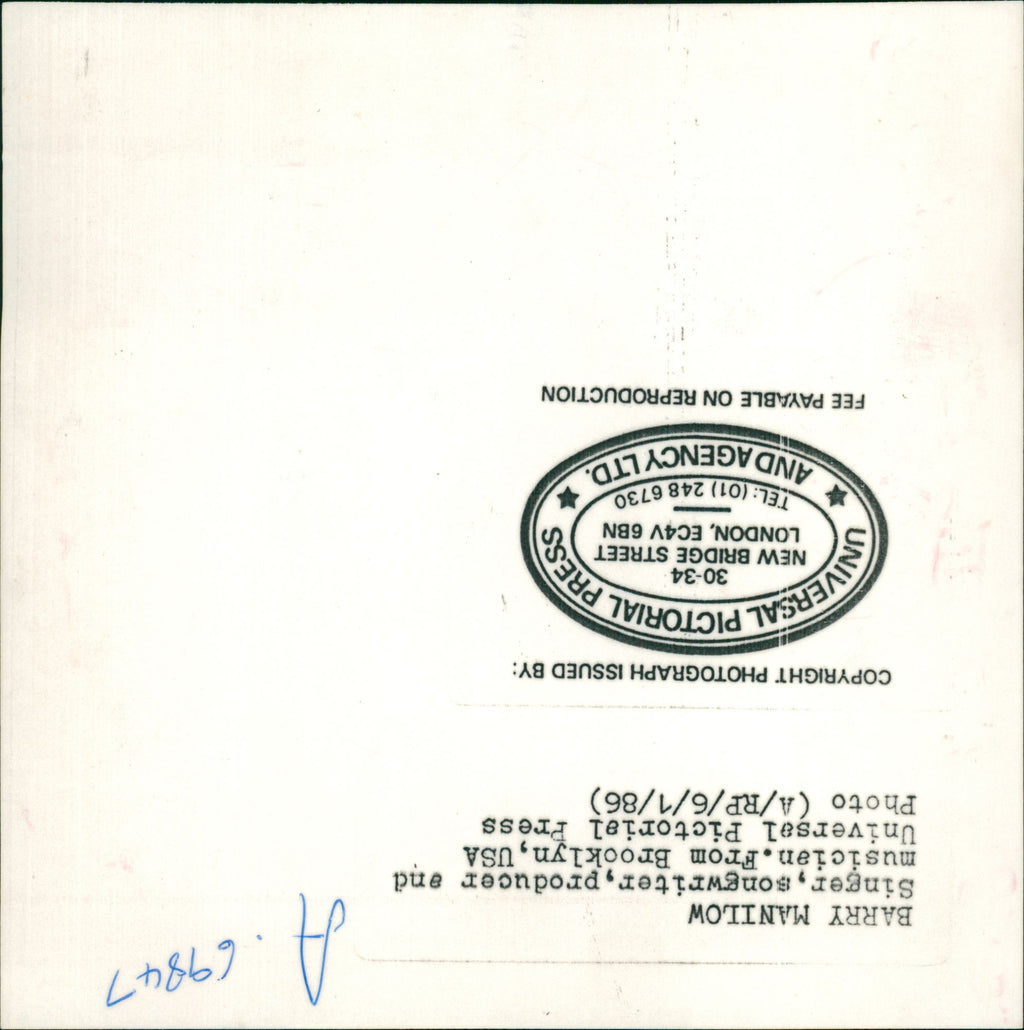 A. 69847
BARRY MANILOW
Singer,songwriter,producer and
musician.From Brooklyn,USA
Universal Pictorial Press
Photo (A/RP/6/1/86)
COPYRIGHT PHOTOGRAPH ISSUED BY:
UNIVERSAL PICTORIAL PRESS
30-34
NEW BRIDGE STREET
LONDON, EC4V 6BN
TEL: (01) 248 6730
AND AGENCY LTD.
FEE PAYABLE ON REPRODUCTION